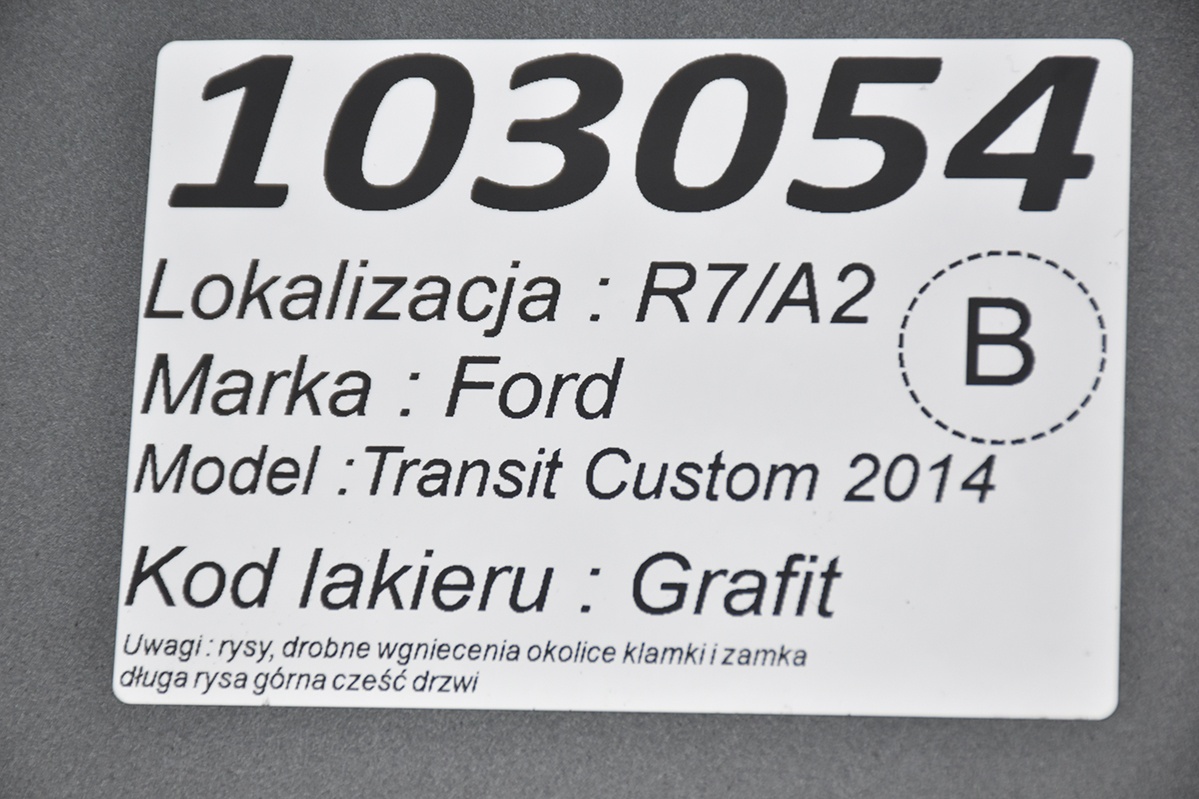 103054
Lokalizacja : R7/A2
B
Marka : Ford
Model :Transit Custom 2014
Kod lakieru : Grafit
Uwagi : rysy, drobne wgniecenia okolice klamki i zamka
długa rysa górna cześć drzwi